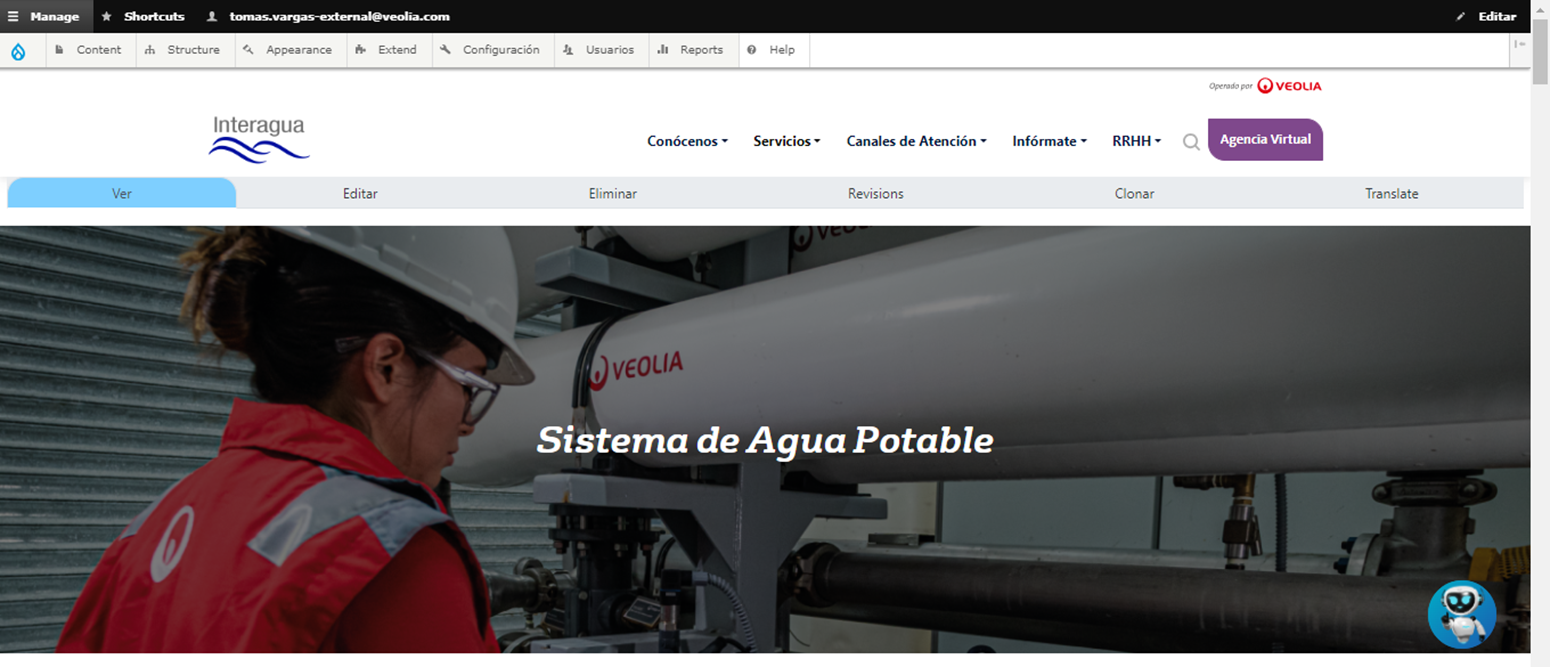 Manage Shortcuts tomas.vargas-external@veolia.com Editar
Content Structure Appearance Extend Configuración Usuarios Reports Help
Operado por VEOLIA
Interagua
Conócenos Servicios Canales de Atención Infórmate RRHH Agencia Virtual
Ver Editar Eliminar Revisions Clonar Translate
VEOLIA
VEOLIA
Sistema de Agua Potable